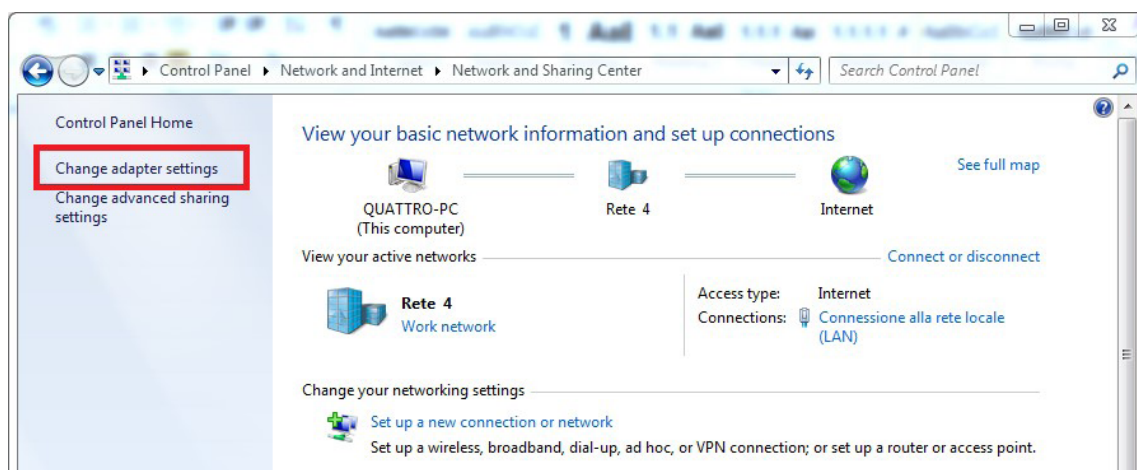 Control Panel ▸ Network and Internet ▸ Network and Sharing Center
Search Control Panel
Control Panel Home
Change adapter settings
Change advanced sharing
settings
View your basic network information and set up connections
See full map
QUATTRO-PC
(This computer)
Rete 4
Internet
View your active networks
Connect or disconnect
Rete 4
Work network
Access type: Internet
Connections: Connessione alla rete locale
(LAN)
Change your networking settings
Set up a new connection or network
Set up a wireless, broadband, dial-up, ad hoc, or VPN connection; or set up a router or access point.